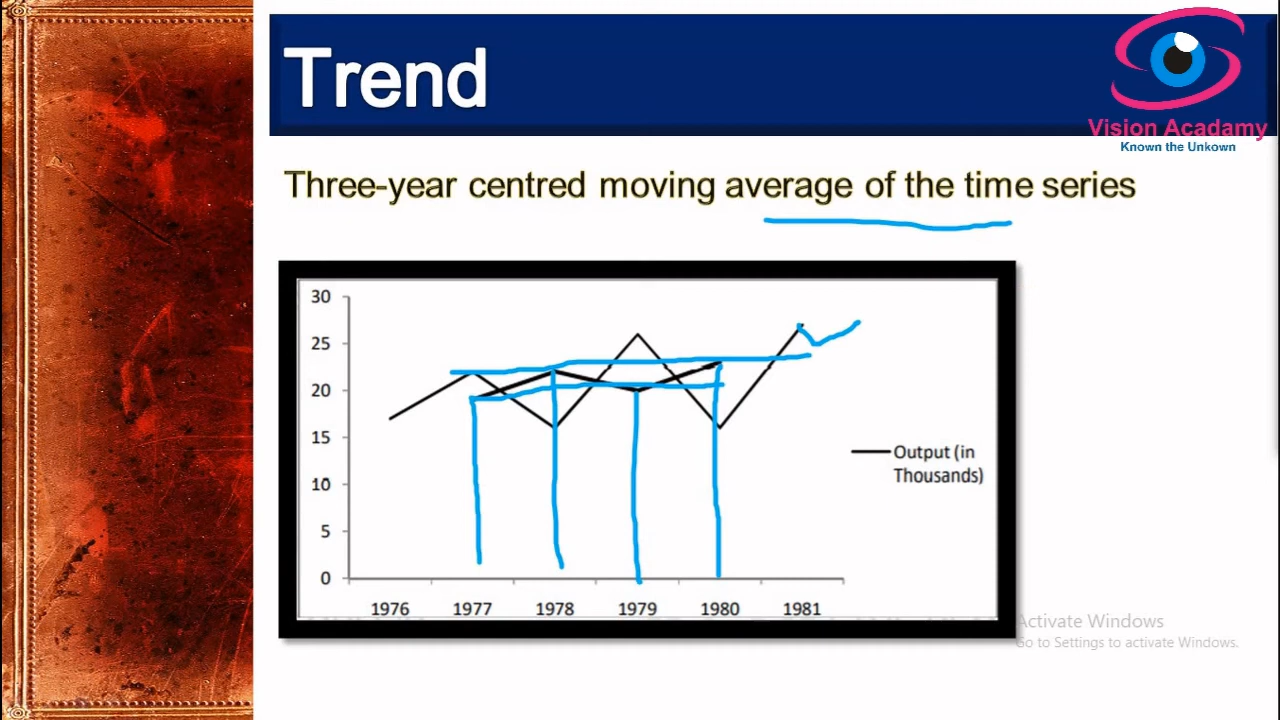 Trend
Vision Acadamy
Known the Unkown
Three-year centred moving average of the time series
30
25
20
15
10
5
0
1976 1977 1978 1979 1980 1981
Output (in
Thousands)
Activate Windows
Go to Settings to activate Windows.